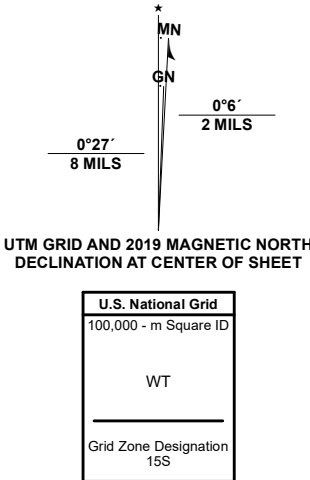 ★
MN
GN
0°27´
8 MILS
0°6´
2 MILS
UTM GRID AND 2019 MAGNETIC NORTH
DECLINATION AT CENTER OF SHEET
U.S. National Grid
100,000 - m Square ID
WT
Grid Zone Designation
15S